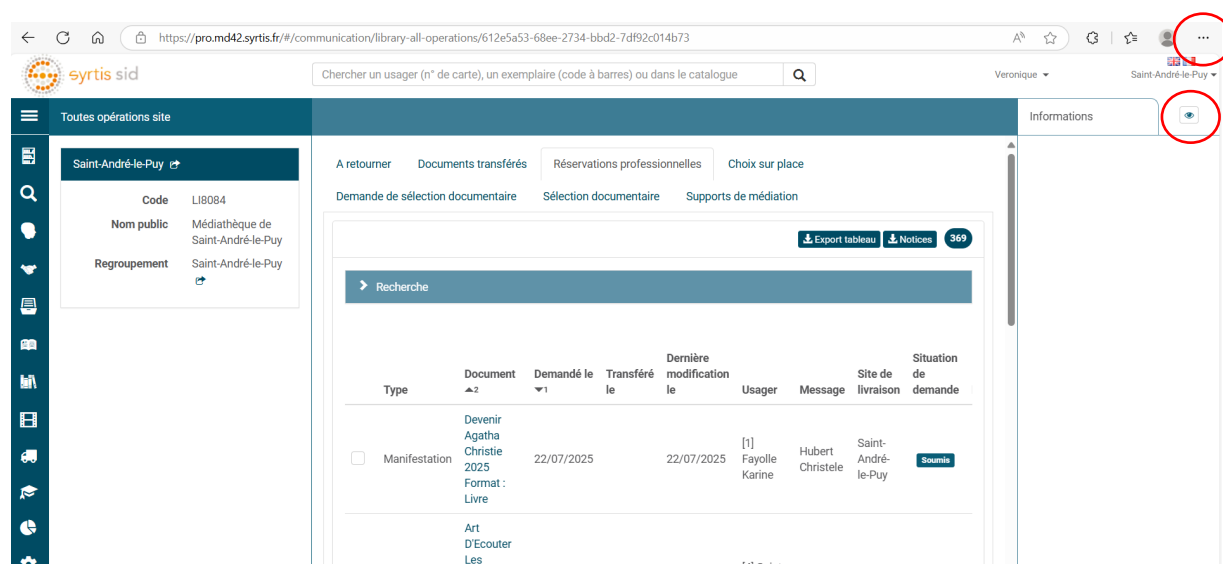 https://pro.md42.syrtis.fr/#/communication/library-all-operations/612e5a53-68ee-2734-bbd2-7df92c014b73
syrtis sid
Chercher un usager (n° de carte), un exemplaire (code à barres) ou dans le catalogue
Veronique
Saint-André-le-Puy
Toutes opérations site
Informations
Saint-André-le-Puy
Code LI8084
Nom public Médiathèque de
Saint-André-le-Puy
Regroupement Saint-André-le-Puy
A retourner Documents transférés Réservations professionnelles Choix sur place
Demande de sélection documentaire Sélection documentaire Supports de médiation
Export tableau Notices 369
Recherche
Type
Document
2
Demandé le
1
Transféré
le
Dernière
modification
le
Usager
Message
Site de
livraison
Situation
de
demande
Manifestation
Devenir
Agatha
Christie
2025
Format :
Livre
22/07/2025
22/07/2025
[1]
Fayolle
Karine
Hubert
Christele
Saint-
André-
le-Puy
Soumis
Art
D'Ecouter
Les